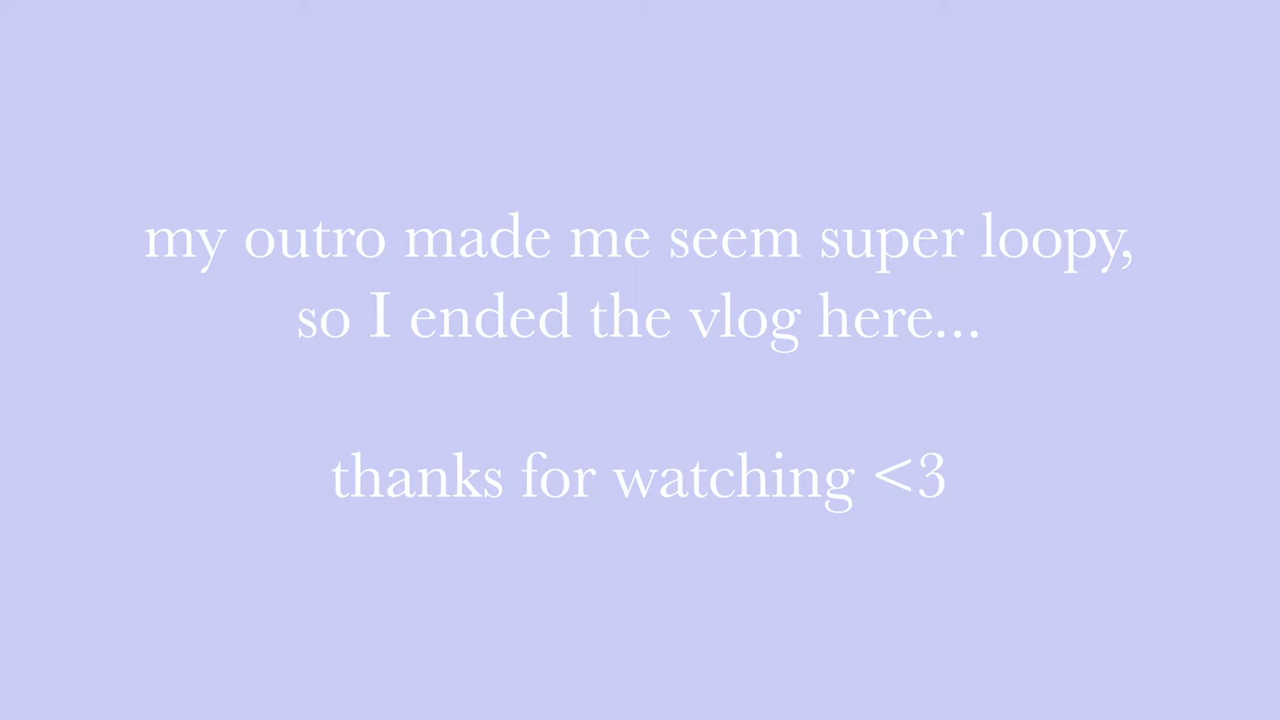 my outro made me seem super loopy,
so I ended the vlog here...
thanks for watching <3